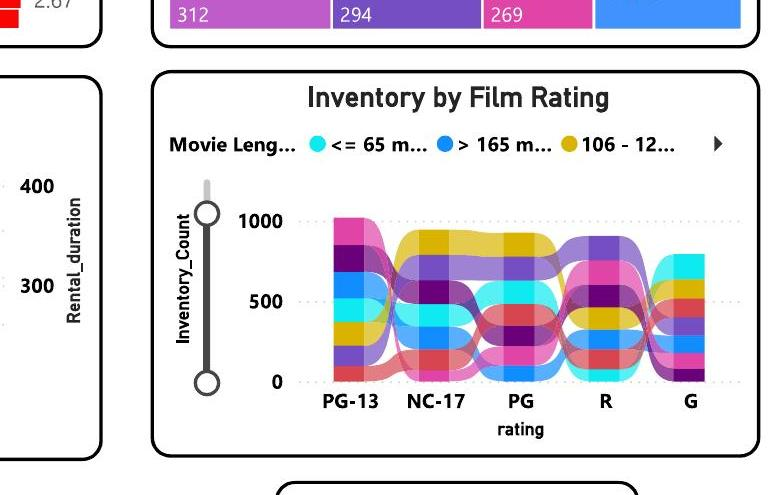 2.67
312 294 269
Inventory by Film Rating
Movie Leng... <= 65 m... > 165 m... 106 - 12...
400
300
Rental_duration
Inventory_Count
1000
500
0
PG-13 NC-17 PG R G
rating